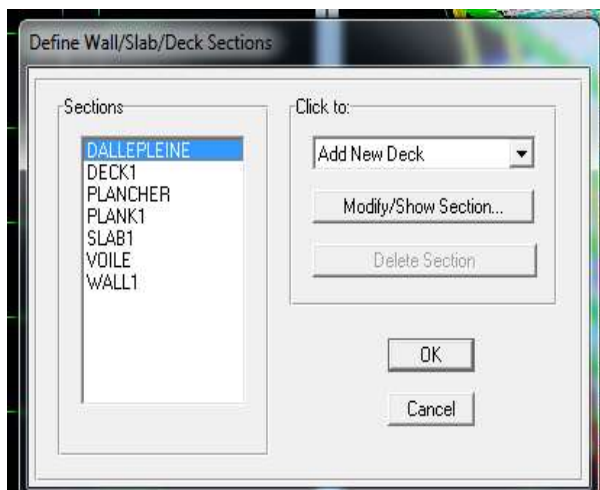 Define Wall/Slab/Deck Sections
Sections
DALLEPLEINE
DECK1
PLANCHER
PLANK1
SLAB1
VOILE
WALL1
Click to:
Add New Deck
Modify/Show Section...
Delete Section
OK
Cancel